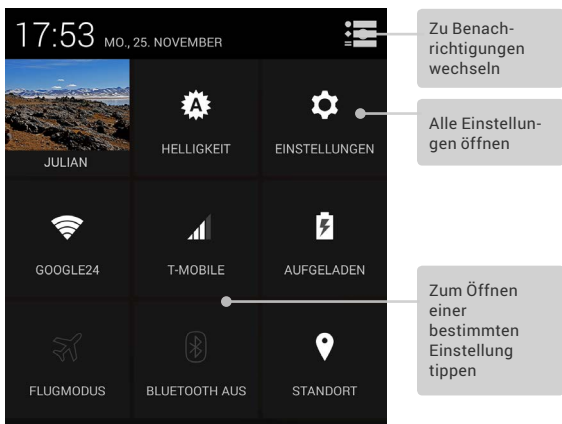 17:53 MO., 25. NOVEMBER
Zu Benach-
richtigungen
wechseln
JULIAN
HELLIGKEIT
EINSTELLUNGEN
Alle Einstellun-
gen öffnen
GOOGLE24
T-MOBILE
AUFGELADEN
Zum Öffnen
einer
bestimmten
Einstellung
tippen
FLUGMODUS
BLUETOOTH AUS
STANDORT